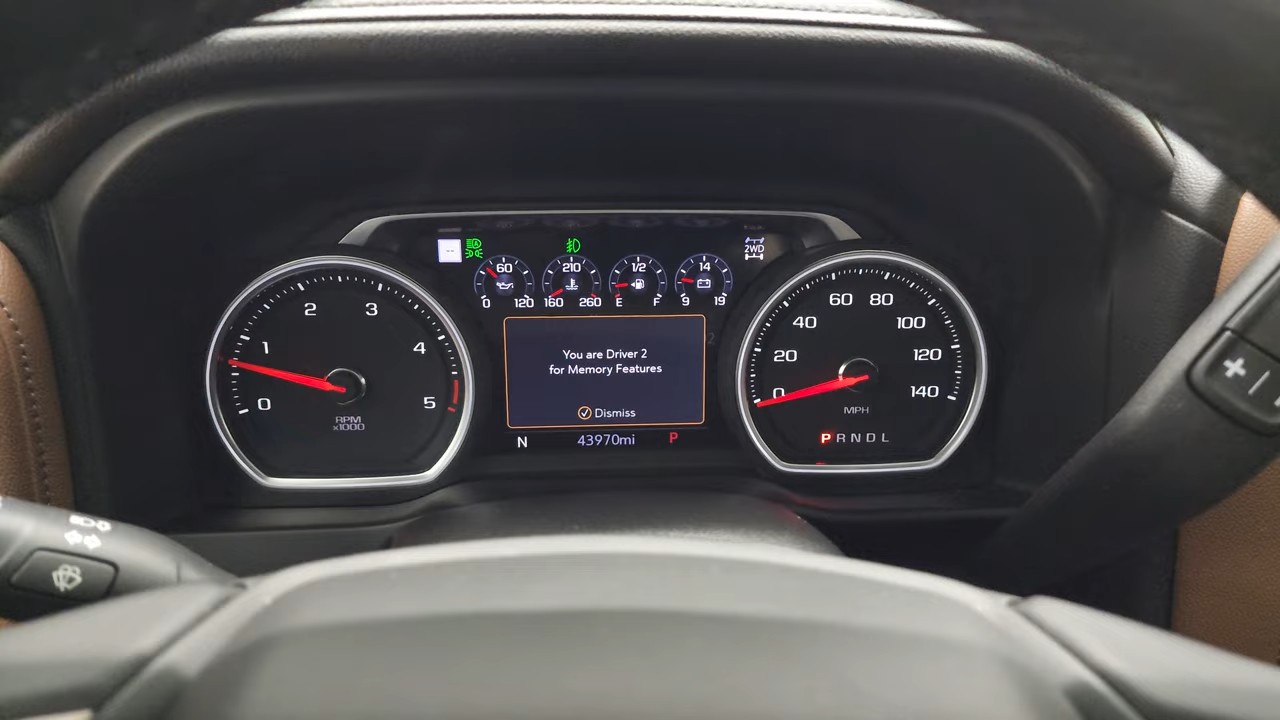 2WD
60
0 120
210
160 260
1/2
E F
14
9 19
0
1
2
3
4
5
RPM
x1000
You are Driver 2
for Memory Features
Dismiss
N 43970mi P
0
20
40
60
80
100
120
140
MPH
P R N D L